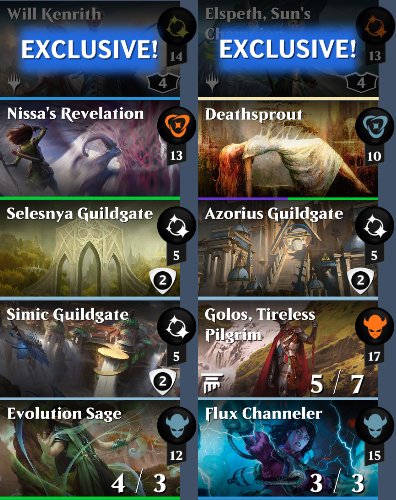 Will Kenrith
EXCLUSIVE!
14
4
Elspeth, Sun's
EXCLUSIVE!
13
4
Nissa's Revelation
13
Deathsprout
10
Selesnya Guildgate
5
2
Azorius Guildgate
5
2
Simic Guildgate
5
2
Golos, Tireless
Pilgrim
17
5 / 7
Evolution Sage
12
4 / 3
Flux Channeler
15
3 / 3